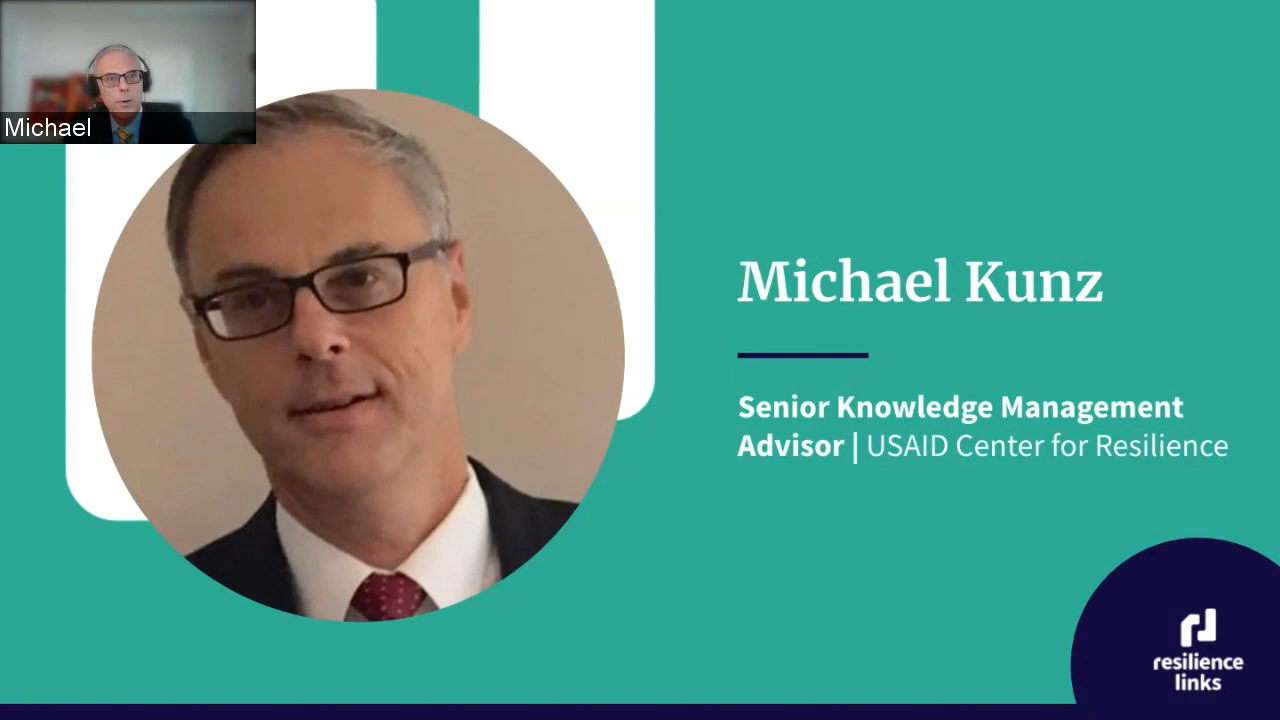 Michael
Michael Kunz
Senior Knowledge Management
Advisor | USAID Center for Resilience
resilience
links